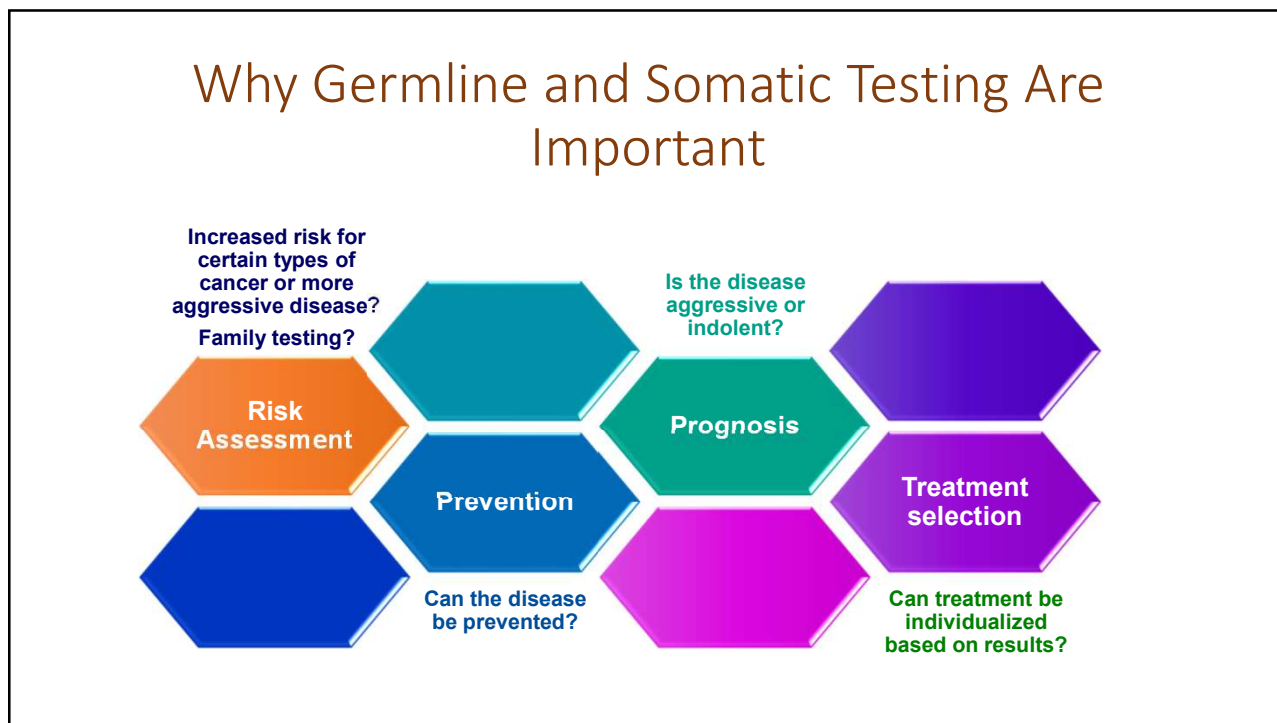 Why Germline and Somatic Testing Are
Important
Increased risk for
certain types of
cancer or more
aggressive disease?
Family testing?
Risk
Assessment
Prevention
Can the disease
be prevented?
Is the disease
aggressive or
indolent?
Prognosis
Treatment
selection
Can treatment be
individualized
based on results?